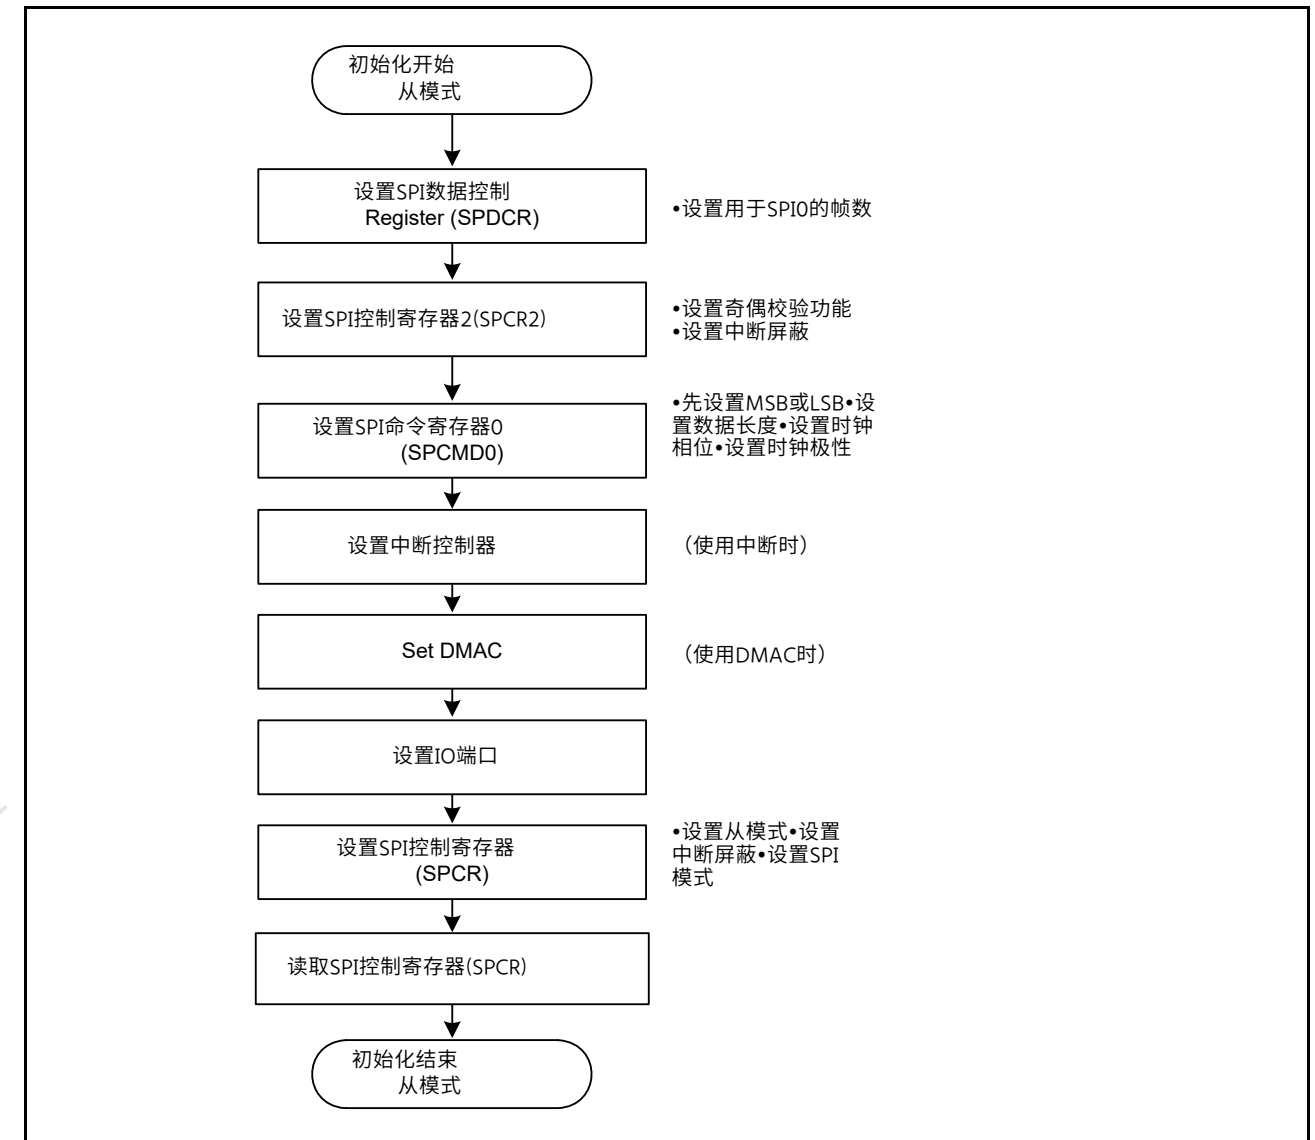 初始化开始
从模式
设置SPI数据控制
Register (SPDCR)
•设置用于SPI0的帧数
设置SPI控制寄存器2(SPCR2)
•设置奇偶校验功能
•设置中断屏蔽
设置SPI命令寄存器0
(SPCMD0)
•先设置MSB或LSB•设
置数据长度•设置时钟
相位•设置时钟极性
设置中断控制器
（使用中断时）
Set DMAC
（使用DMAC时）
设置IO端口
设置SPI控制寄存器
(SPCR)
•设置从模式•设置
中断屏蔽•设置SPI
模式
读取SPI控制寄存器(SPCR)
初始化结束
从模式